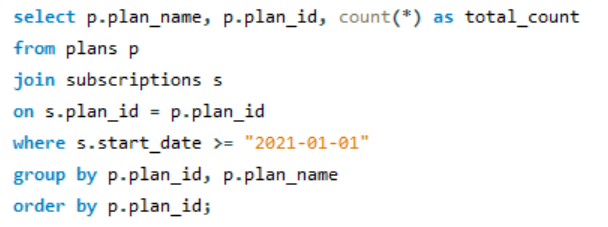 select p.plan_name, p.plan_id, count(*) as total_count
from plans p
join subscriptions s
on s.plan_id = p.plan_id
where s.start_date >= "2021-01-01"
group by p.plan_id, p.plan_name
order by p.plan_id;